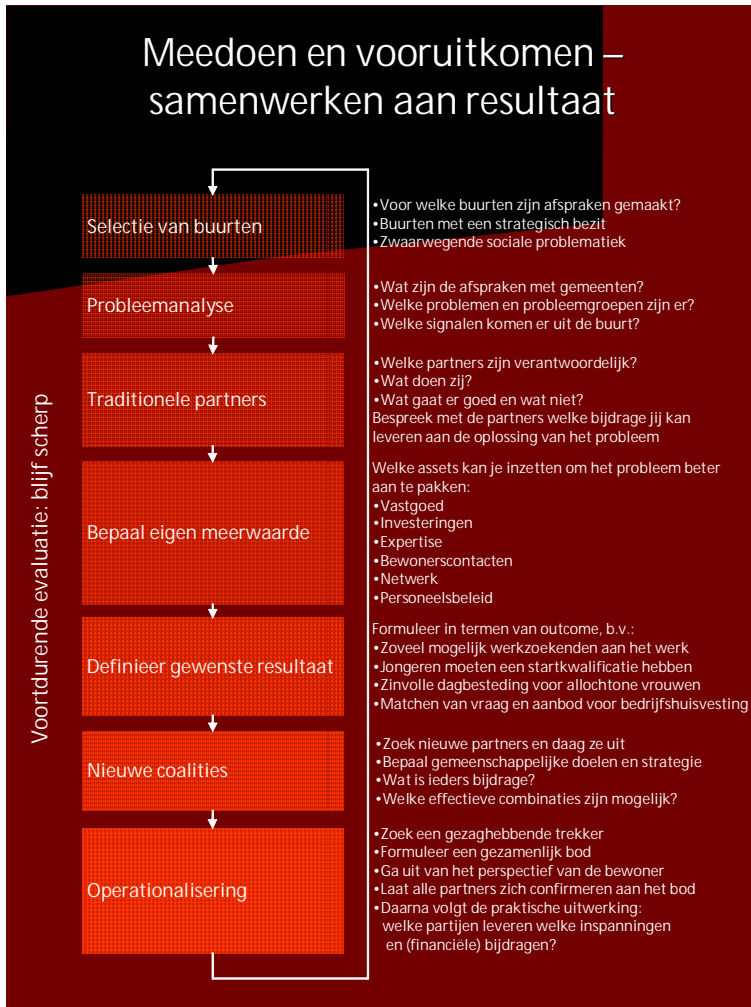 Meedoen en vooruitkomen –
samenwerken aan resultaat
Voortdurende evaluatie: blijf scherp
Selectie van buurten
•Voor welke buurten zijn afspraken gemaakt?
•Buurten met een strategisch bezit
•Zwaarwegende sociale problematiek
Probleemanalyse
•Wat zijn de afspraken met gemeenten?
•Welke problemen en probleemgroepen zijn er?
•Welke signalen komen er uit de buurt?
Traditionele partners
•Welke partners zijn verantwoordelijk?
•Wat doen zij?
•Wat gaat er goed en wat niet?
Bespreek met de partners welke bijdrage jij kan
leveren aan de oplossing van het probleem
Bepaal eigen meerwaarde
Welke assets kan je inzetten om het probleem beter
aan te pakken:
•Vastgoed
•Investeringen
•Expertise
•Bewonerscontacten
•Netwerk
•Personeelsbeleid
Definieer gewenste resultaat
Formuleer in termen van outcome, b.v.:
•Zoveel mogelijk werkzoekenden aan het werk
•Jongeren moeten een startkwalificatie hebben
•Zinvolle dagbesteding voor allochtone vrouwen
•Matchen van vraag en aanbod voor bedrijfshuisvesting
Nieuwe coalities
•Zoek nieuwe partners en daag ze uit
•Bepaal gemeenschappelijke doelen en strategie
•Wat is ieders bijdrage?
•Welke effectieve combinaties zijn mogelijk?
Operationalisering
•Zoek een gezaghebbende trekker
•Formuleer een gezamenlijk bod
•Ga uit van het perspectief van de bewoner
•Laat alle partners zich confirmeren aan het bod
•Daarna volgt de praktische uitwerking:
welke partijen leveren welke inspanningen
en (financiële) bijdragen?